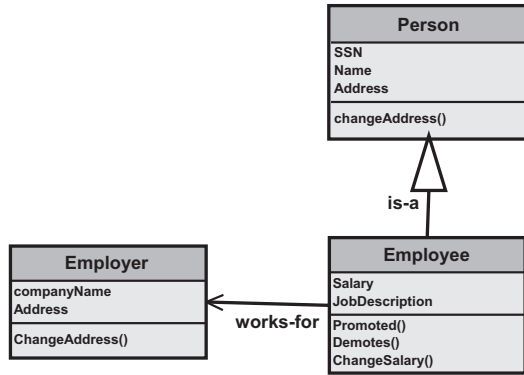 Person
SSN
Name
Address
changeAddress()
is-a
Employer
companyName
Address
ChangeAddress()
works-for
Employee
Salary
JobDescription
Promoted()
Demotes()
ChangeSalary()